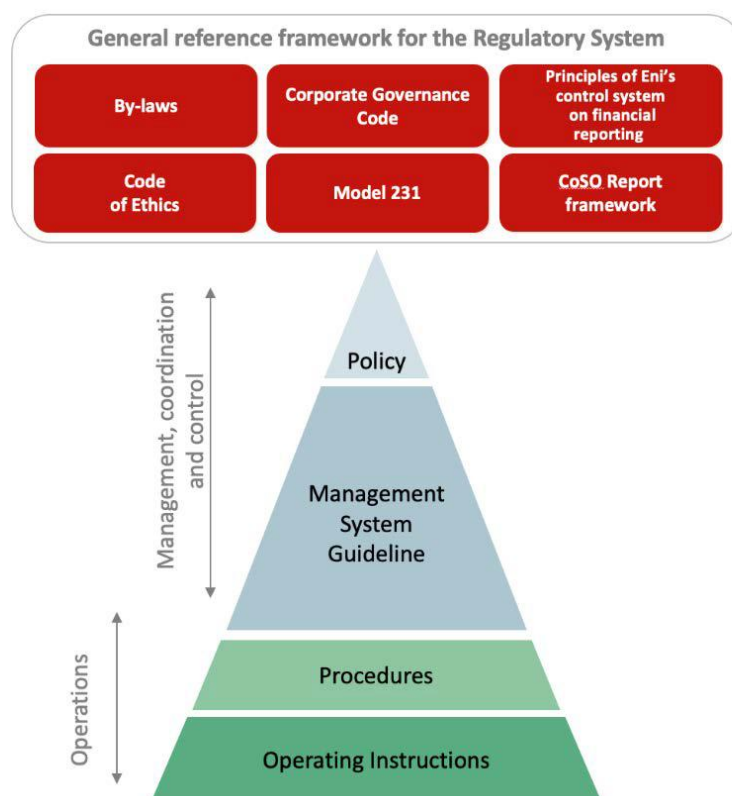 General reference framework for the Regulatory System
By-laws
Corporate Governance
Code
Principles of Eni's
control system
on financial
reporting
Code
of Ethics
Model 231
CoSO Report
framework
Management, coordination
and control
Policy
Management
System
Guideline
Operations
Procedures
Operating Instructions